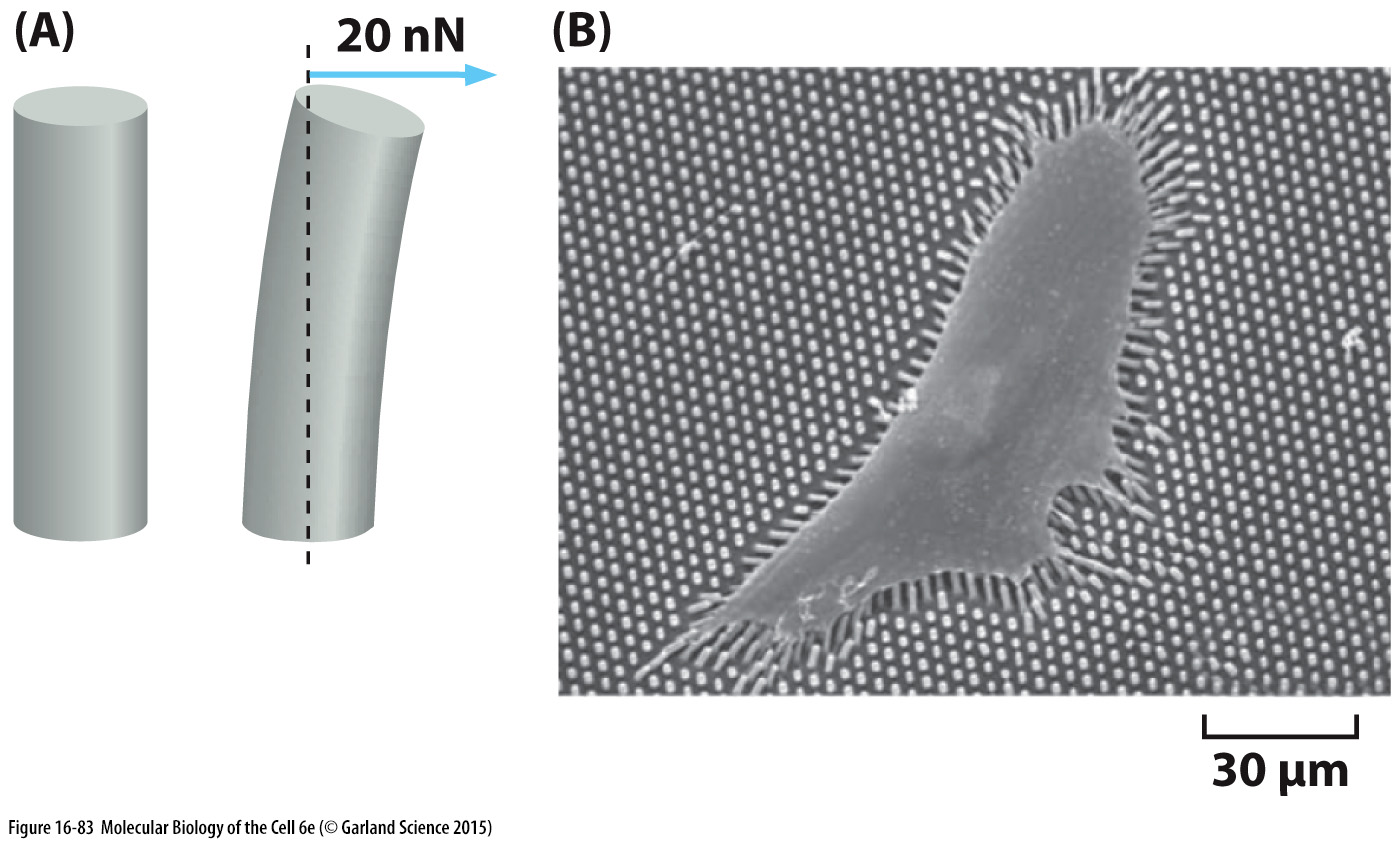 (A)
20 nN
(B)
30 µm
Figure 16-83 Molecular Biology of the Cell 6e (© Garland Science 2015)